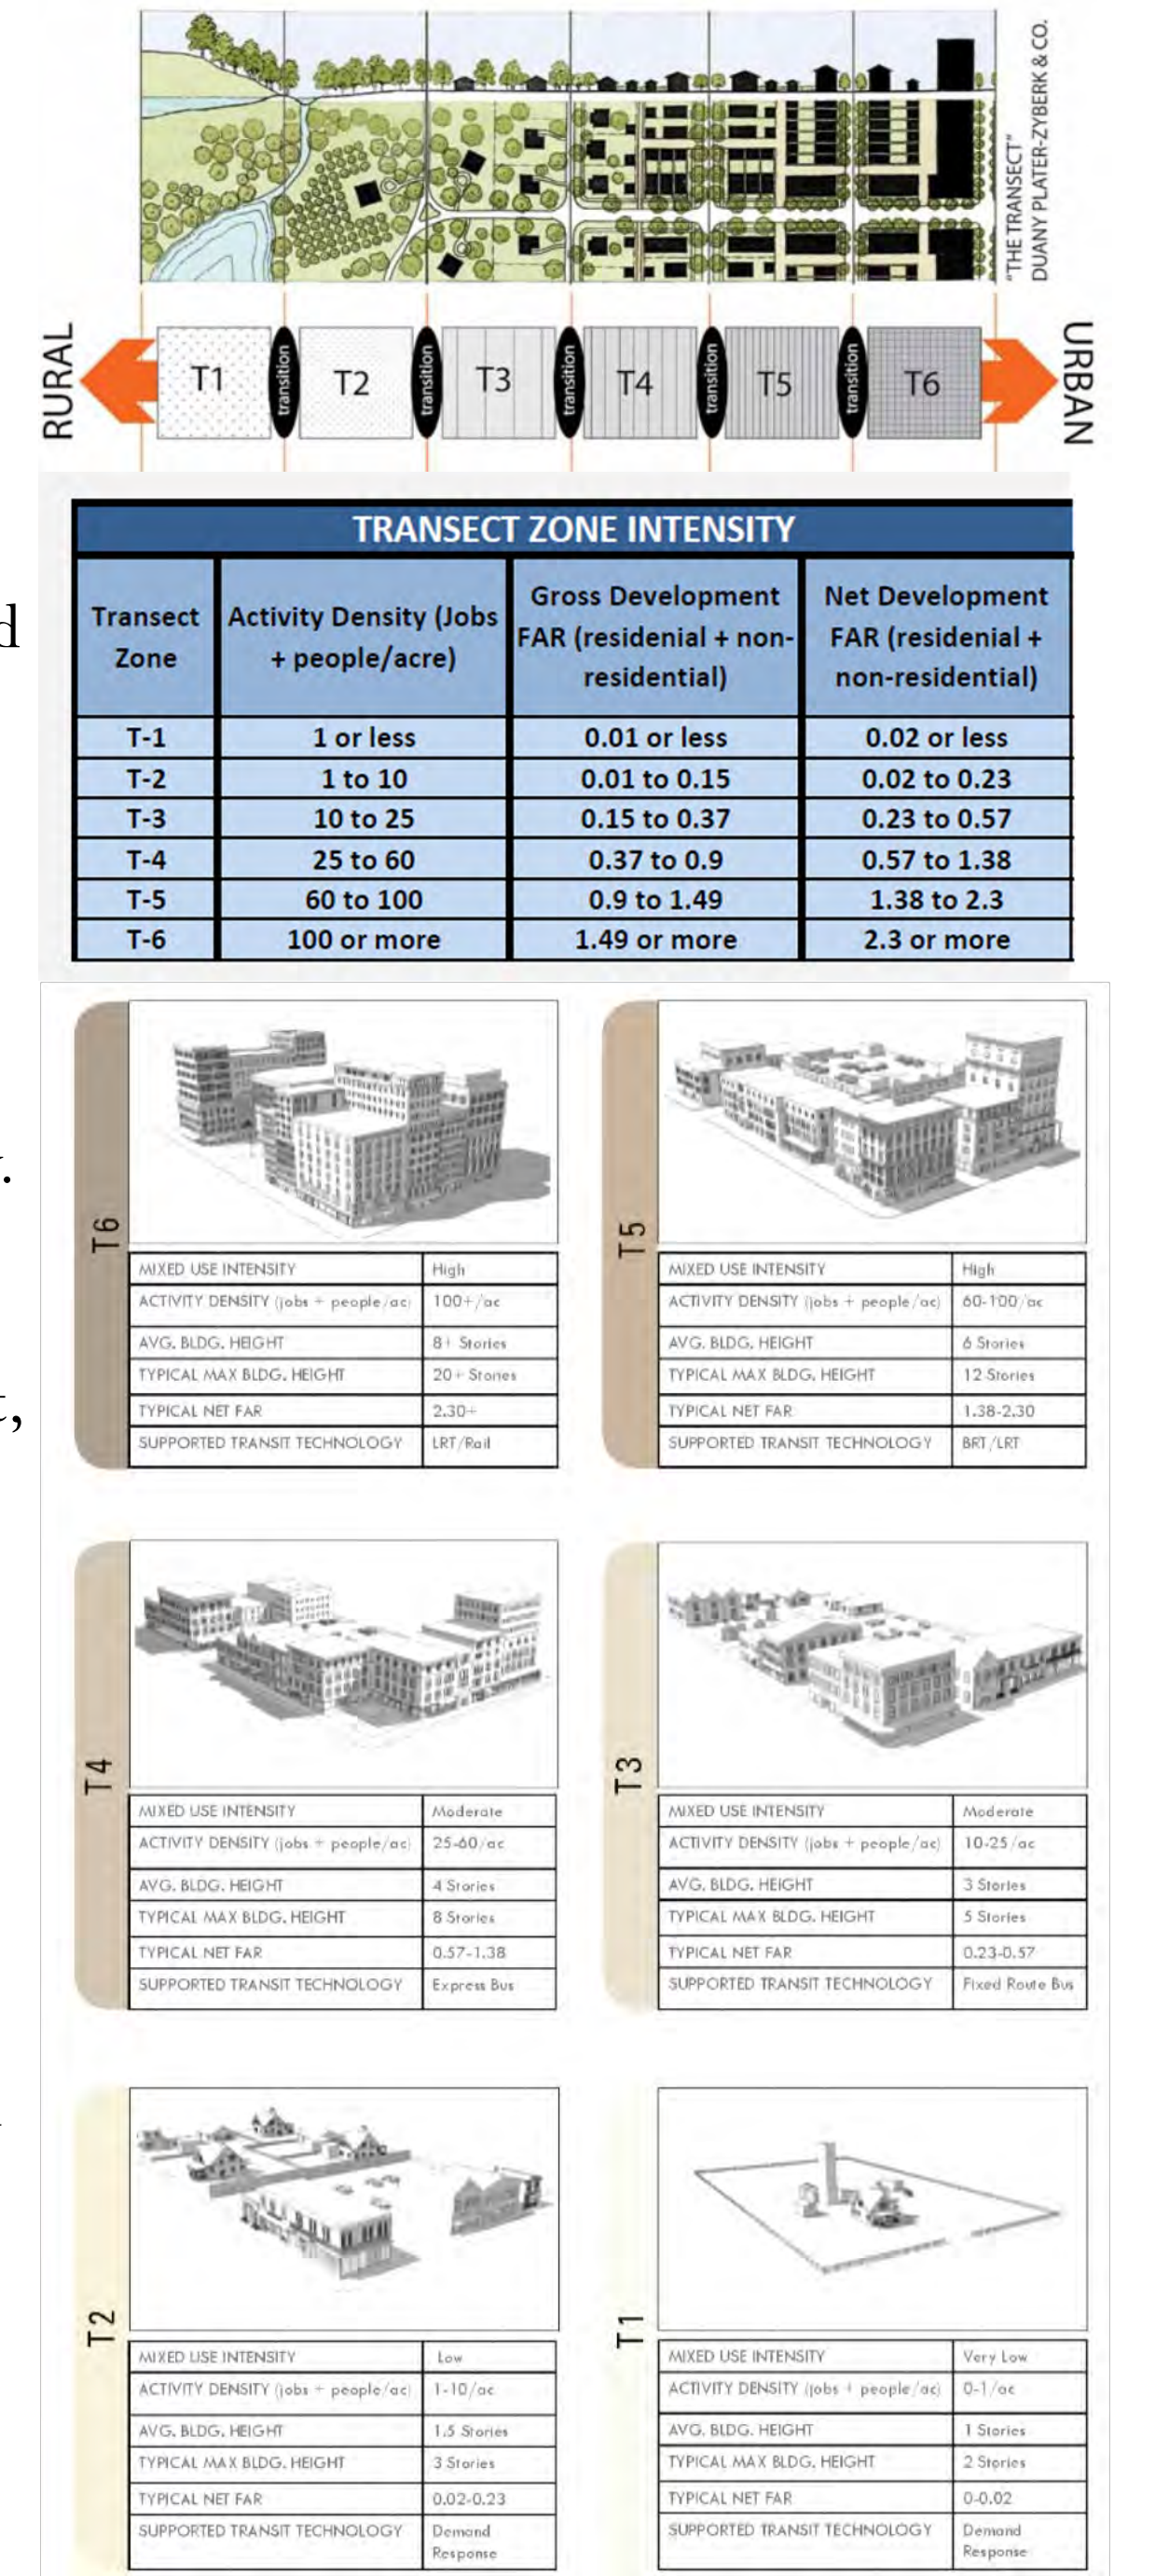 "THE TRANSECT"
DUANY PLATER-ZYBERK & CO.
RURAL
T1
transition
T2
transition
T3
transition
T4
transition
T5
transition
T6
URBAN
TRANSECT ZONE INTENSITY
Transect Zone | Activity Density (Jobs + people/acre) | Gross Development FAR (residenial + non-residential) | Net Development FAR (residenial + non-residential)
T-1 | 1 or less | 0.01 or less | 0.02 or less
T-2 | 1 to 10 | 0.01 to 0.15 | 0.02 to 0.23
T-3 | 10 to 25 | 0.15 to 0.37 | 0.23 to 0.57
T-4 | 25 to 60 | 0.37 to 0.9 | 0.57 to 1.38
T-5 | 60 to 100 | 0.9 to 1.49 | 1.38 to 2.3
T-6 | 100 or more | 1.49 or more | 2.3 or more
d
y.
t,
T6
MIXED USE INTENSITY High
ACTIVITY DENSITY (jobs + people/ac) 100+/ac
AVG. BLDG. HEIGHT 8+ Stories
TYPICAL MAX BLDG. HEIGHT 20+ Stories
TYPICAL NET FAR 2.30+
SUPPORTED TRANSIT TECHNOLOGY LRT/Rail
T5
MIXED USE INTENSITY High
ACTIVITY DENSITY (jobs + people/ac) 60-100/ac
AVG. BLDG. HEIGHT 6 Stories
TYPICAL MAX BLDG. HEIGHT 12 Stories
TYPICAL NET FAR 1.38-2.30
SUPPORTED TRANSIT TECHNOLOGY BRT/LRT
T4
MIXED USE INTENSITY Moderate
ACTIVITY DENSITY (jobs + people/ac) 25-60/ac
AVG. BLDG. HEIGHT 4 Stories
TYPICAL MAX BLDG. HEIGHT 8 Stories
TYPICAL NET FAR 0.57-1.38
SUPPORTED TRANSIT TECHNOLOGY Express Bus
T3
MIXED USE INTENSITY Moderate
ACTIVITY DENSITY (jobs + people/ac) 10-25/ac
AVG. BLDG. HEIGHT 3 Stories
TYPICAL MAX BLDG. HEIGHT 5 Stories
TYPICAL NET FAR 0.23-0.57
SUPPORTED TRANSIT TECHNOLOGY Fixed Route Bus
T2
MIXED USE INTENSITY Low
ACTIVITY DENSITY (jobs + people/ac) 1-10/ac
AVG. BLDG. HEIGHT 1.5 Stories
TYPICAL MAX BLDG. HEIGHT 3 Stories
TYPICAL NET FAR 0.02-0.23
SUPPORTED TRANSIT TECHNOLOGY Demand Response
T1
MIXED USE INTENSITY Very Low
ACTIVITY DENSITY (jobs + people/ac) 0-1/ac
AVG. BLDG. HEIGHT 1 Stories
TYPICAL MAX BLDG. HEIGHT 2 Stories
TYPICAL NET FAR 0-0.02
SUPPORTED TRANSIT TECHNOLOGY Demand Response